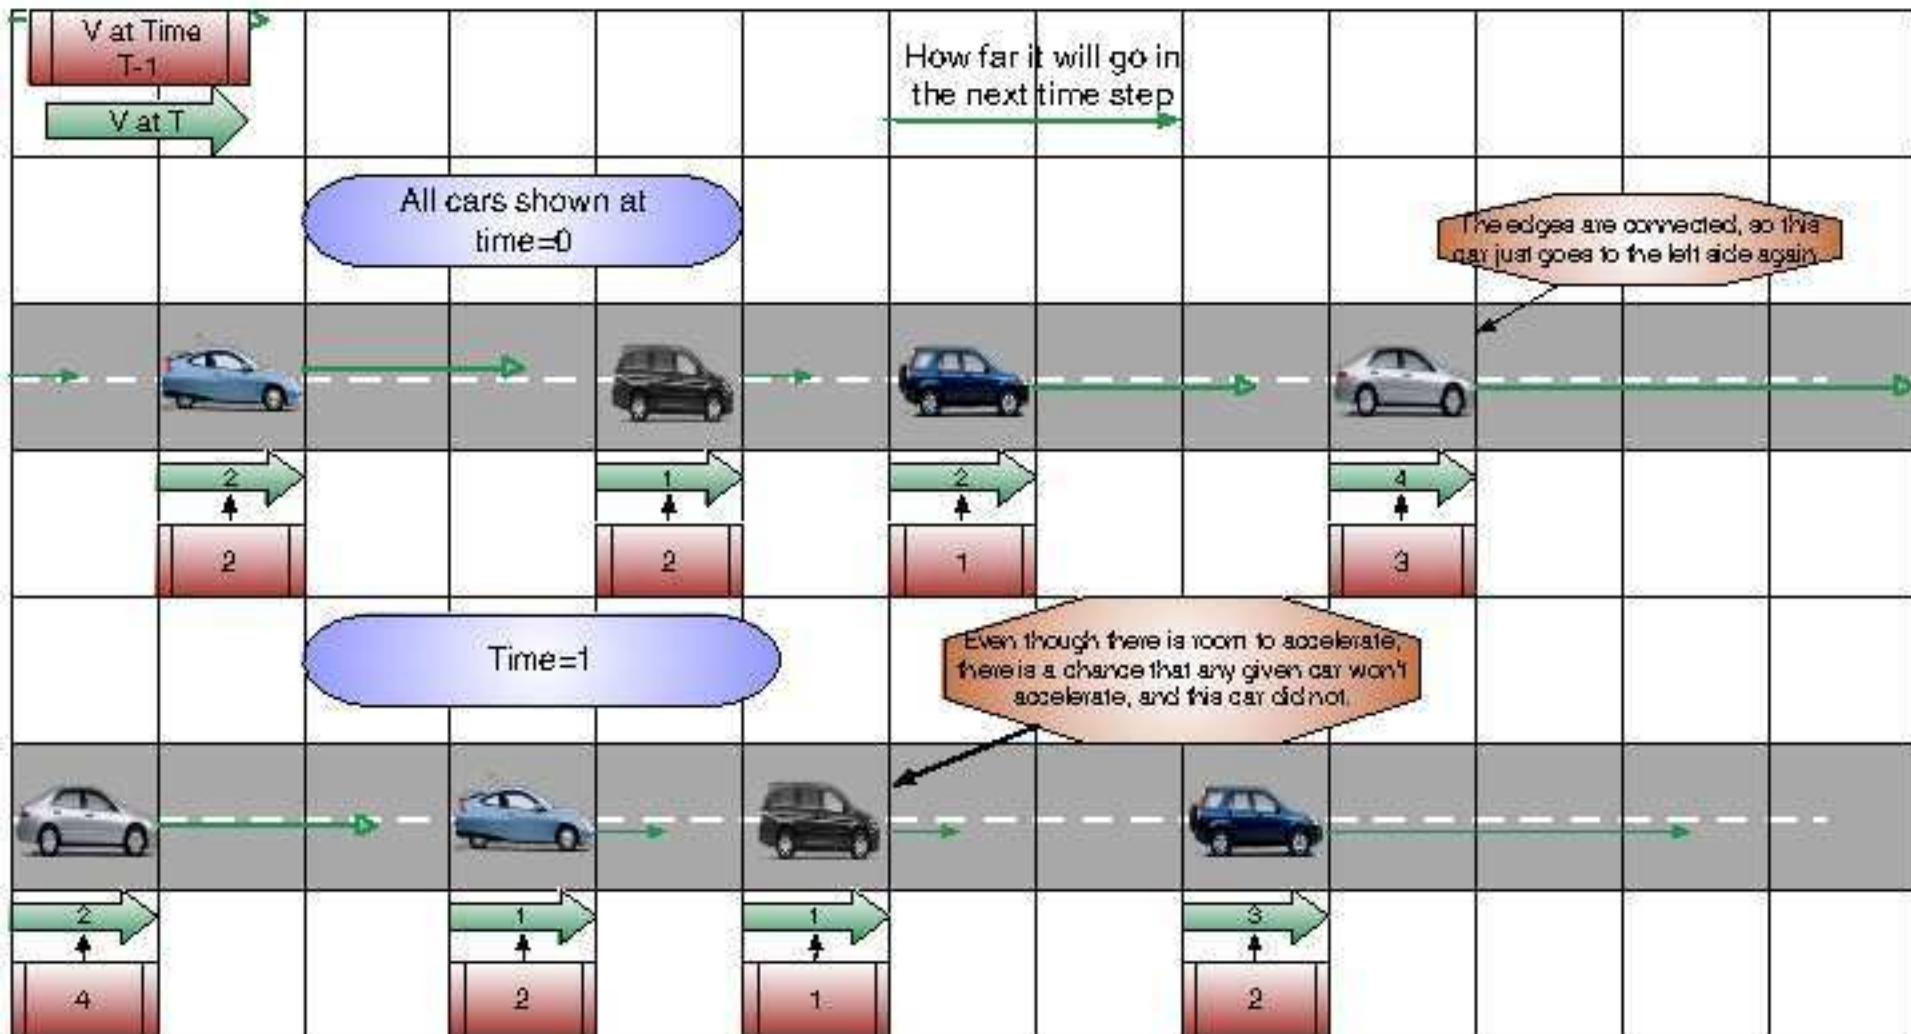 V at Time
T-1
V at T
How far it will go in
the next time step
All cars shown at
time=0
The edges are connected, so this
car just goes to the left side again
2
1
2
4
2
2
1
3
Time=1
Even though there is room to accelerate,
there is a chance that any given car won't
accelerate, and this car did not.
2
1
1
3
4
2
1
2